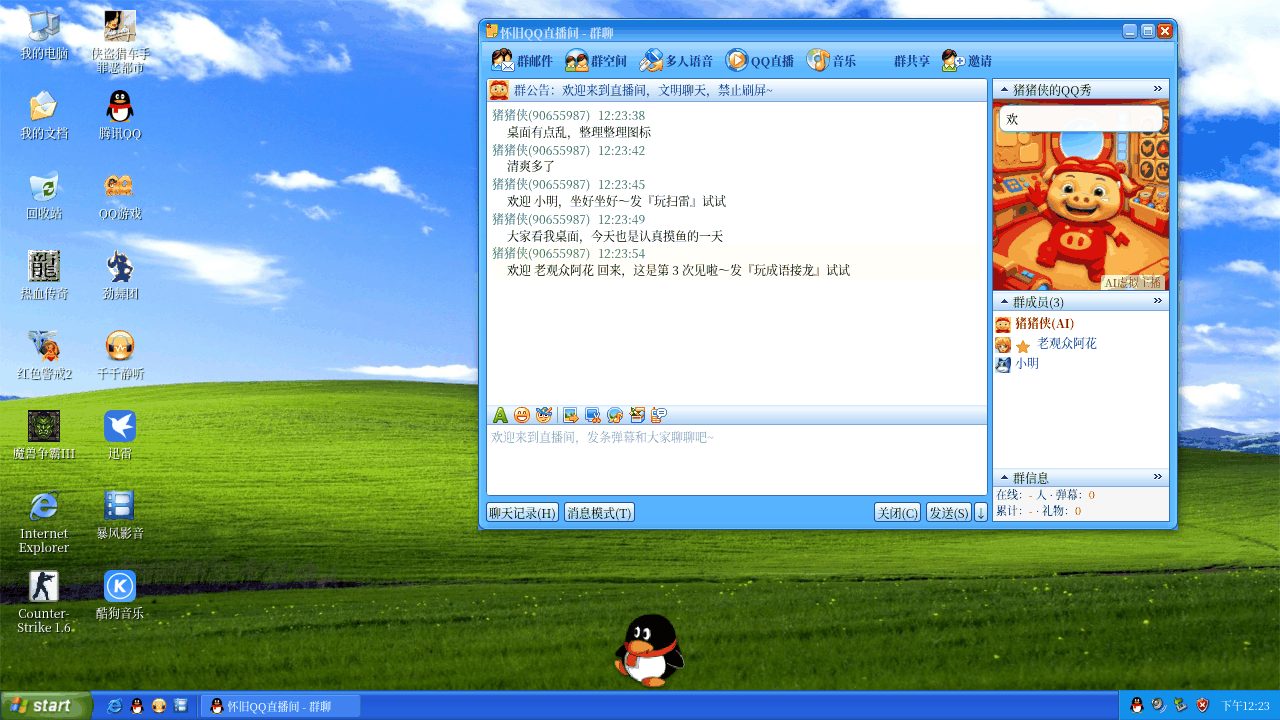 我的电脑
侠盗猎车手
罪恶都市
我的文档
腾讯QQ
回收站
QQ游戏
热血传奇
劲舞团
红色警戒2
千千静听
魔兽争霸III
迅雷
Internet
Explorer
暴风影音
Counter-
Strike 1.6
酷狗音乐
怀旧QQ直播间 - 群聊
群邮件 群空间 多人语音 QQ直播 音乐 群共享 邀请
群公告：欢迎来到直播间，文明聊天，禁止刷屏~
猪猪侠(90655987) 12:23:38
桌面有点乱，整理整理图标
猪猪侠(90655987) 12:23:42
清爽多了
猪猪侠(90655987) 12:23:45
欢迎 小明，坐好坐好～发『玩扫雷』试试
猪猪侠(90655987) 12:23:49
大家看我桌面，今天也是认真摸鱼的一天
猪猪侠(90655987) 12:23:54
欢迎 老观众阿花 回来，这是第 3 次见啦～发『玩成语接龙』试试
欢迎来到直播间，发条弹幕和大家聊聊吧~
聊天记录(H) 消息模式(T) 关闭(C) 发送(S) ↓
猪猪侠的QQ秀
欢
AI虚拟主播
群成员(3)
猪猪侠(AI)
老观众阿花
小明
群信息
在线：- 人 · 弹幕：0
累计：- · 礼物：0
start
怀旧QQ直播间 - 群聊
下午12:23